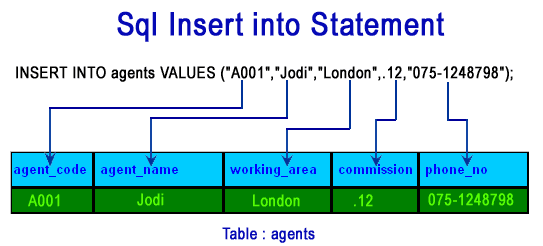 Sql Insert into Statement
INSERT INTO agents VALUES ("A001","Jodi","London",.12,"075-1248798");
agent_code agent_name working_area commission phone_no
A001 Jodi London .12 075-1248798
Table : agents